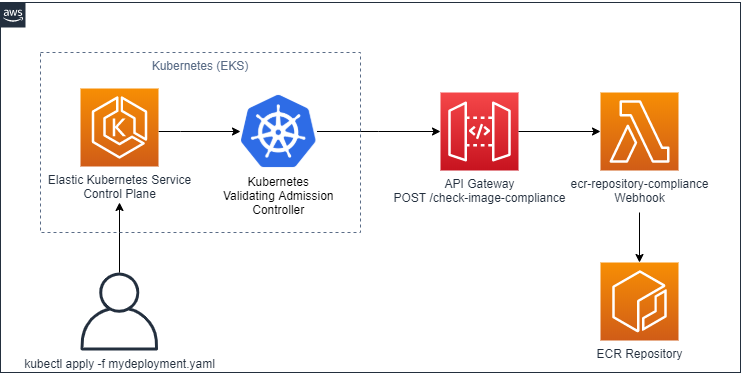 aws
Kubernetes (EKS)
K
</>
Elastic Kubernetes Service
Control Plane
Kubernetes
Validating Admission
Controller
API Gateway
POST /check-image-compliance
ecr-repository-compliance
Webhook
ECR Repository
kubectl apply -f mydeployment.yaml